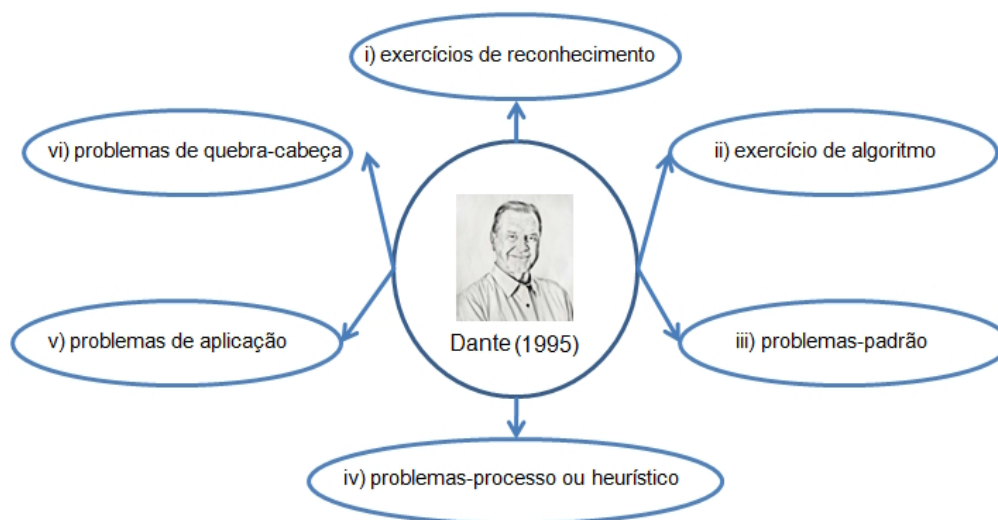 i) exercícios de reconhecimento
vi) problemas de quebra-cabeça
ii) exercício de algoritmo
Dante (1995)
v) problemas de aplicação
iii) problemas-padrão
iv) problemas-processo ou heurístico